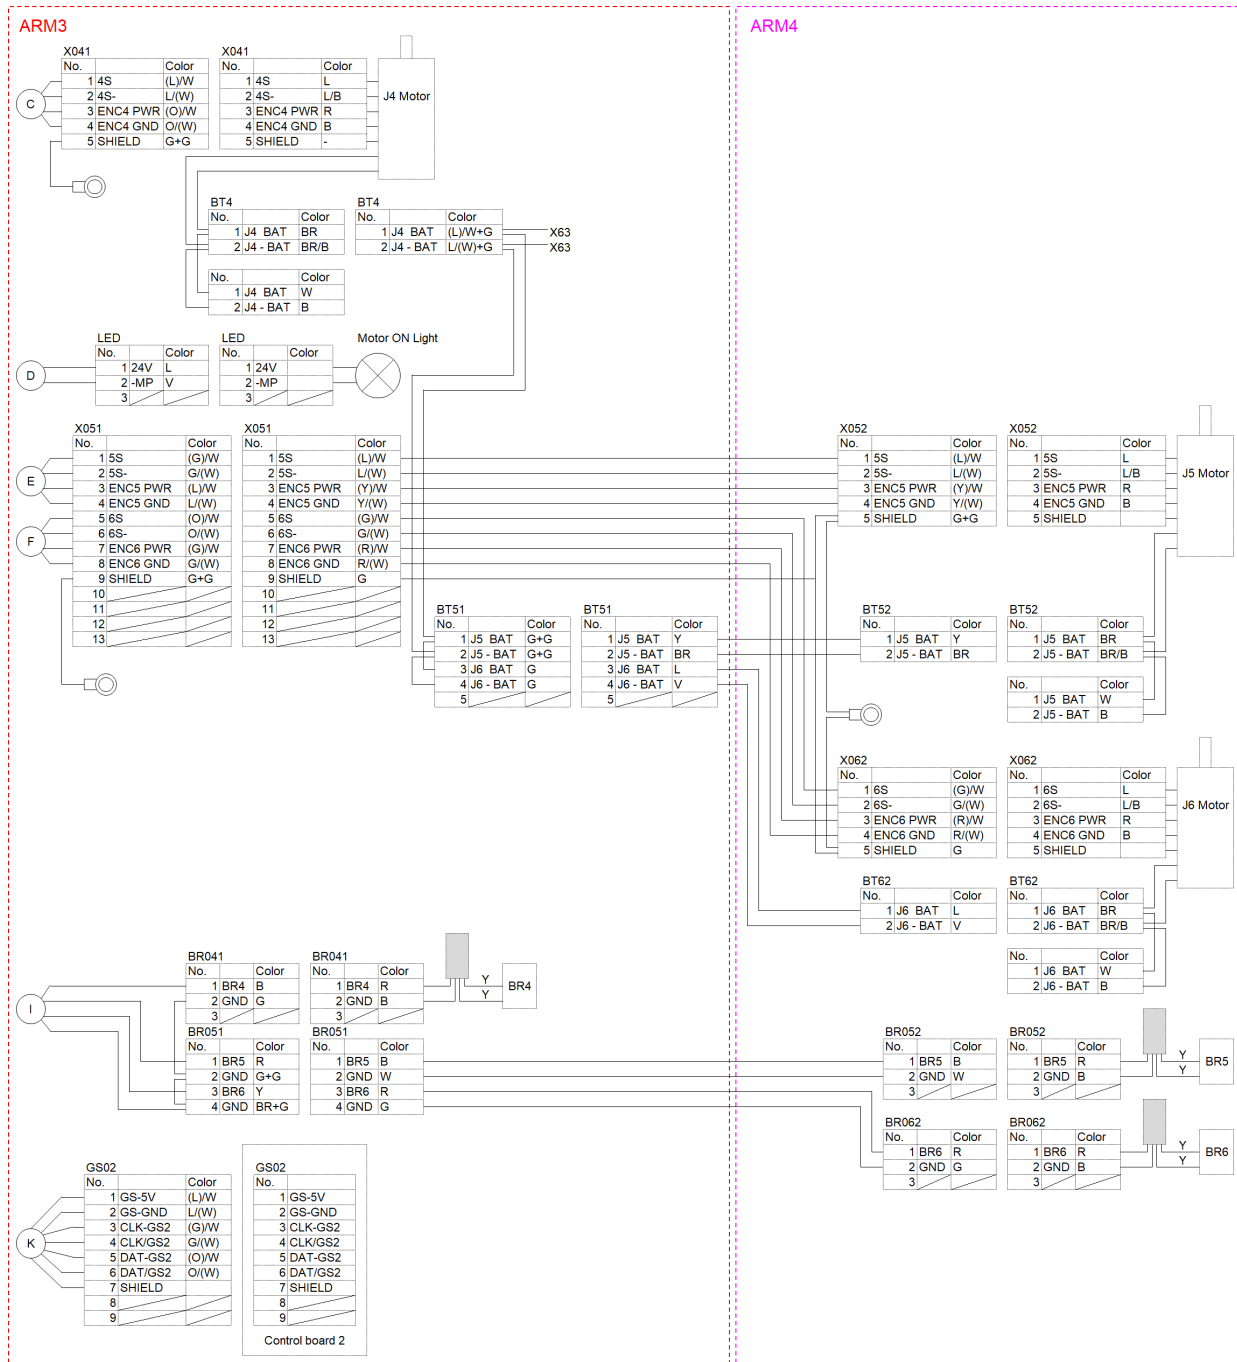 ARM3
ARM4
X041
No. Color
1 4S (L)/W
2 4S- L/(W)
3 ENC4 PWR (O)/W
4 ENC4 GND O/(W)
5 SHIELD G+G
C
X041
No. Color
1 4S L
2 4S- L/B
3 ENC4 PWR R
4 ENC4 GND B
5 SHIELD -
J4 Motor
BT4
No. Color
1 J4 BAT BR
2 J4 - BAT BR/B
BT4
No. Color
1 J4 BAT (L)/W+G
2 J4 - BAT L/(W)+G
X63
X63
No. Color
1 J4 BAT W
2 J4 - BAT B
D
LED
No. Color
1 24V L
2 -MP V
3
LED
No. Color
1 24V
2 -MP
3
Motor ON Light
E
F
X051
No. Color
1 5S (G)/W
2 5S- G/(W)
3 ENC5 PWR (L)/W
4 ENC5 GND L/(W)
5 6S (O)/W
6 6S- O/(W)
7 ENC6 PWR (G)/W
8 ENC6 GND G/(W)
9 SHIELD G+G
10
11
12
13
X051
No. Color
1 5S (L)/W
2 5S- L/(W)
3 ENC5 PWR (Y)/W
4 ENC5 GND Y/(W)
5 6S (G)/W
6 6S- G/(W)
7 ENC6 PWR (R)/W
8 ENC6 GND R/(W)
9 SHIELD G
10
11
12
13
X052
No. Color
1 5S (L)/W
2 5S- L/(W)
3 ENC5 PWR (Y)/W
4 ENC5 GND Y/(W)
5 SHIELD G+G
X052
No. Color
1 5S L
2 5S- L/B
3 ENC5 PWR R
4 ENC5 GND B
5 SHIELD
J5 Motor
BT51
No. Color
1 J5 BAT G+G
2 J5 - BAT G+G
3 J6 BAT G
4 J6 - BAT G
5
BT51
No. Color
1 J5 BAT Y
2 J5 - BAT BR
3 J6 BAT L
4 J6 - BAT V
5
BT52
No. Color
1 J5 BAT Y
2 J5 - BAT BR
BT52
No. Color
1 J5 BAT BR
2 J5 - BAT BR/B
No. Color
1 J5 BAT W
2 J5 - BAT B
X062
No. Color
1 6S (G)/W
2 6S- G/(W)
3 ENC6 PWR (R)/W
4 ENC6 GND R/(W)
5 SHIELD G
X062
No. Color
1 6S L
2 6S- L/B
3 ENC6 PWR R
4 ENC6 GND B
5 SHIELD
J6 Motor
BT62
No. Color
1 J6 BAT L
2 J6 - BAT V
BT62
No. Color
1 J6 BAT BR
2 J6 - BAT BR/B
No. Color
1 J6 BAT W
2 J6 - BAT B
I
BR041
No. Color
1 BR4 B
2 GND G
3
BR041
No. Color
1 BR4 R
2 GND B
3
Y
Y
BR4
BR051
No. Color
1 BR5 R
2 GND G+G
3 BR6 Y
4 GND BR+G
BR051
No. Color
1 BR5 B
2 GND W
3 BR6 R
4 GND G
BR052
No. Color
1 BR5 B
2 GND W
3
BR052
No. Color
1 BR5 R
2 GND B
3
Y
Y
BR5
BR062
No. Color
1 BR6 R
2 GND G
3
BR062
No. Color
1 BR6 R
2 GND B
3
Y
Y
BR6
K
GS02
No. Color
1 GS-5V (L)/W
2 GS-GND L/(W)
3 CLK-GS2 (G)/W
4 CLK/GS2 G/(W)
5 DAT-GS2 (O)/W
6 DAT/GS2 O/(W)
7 SHIELD
8
9
GS02
No.
1 GS-5V
2 GS-GND
3 CLK-GS2
4 CLK/GS2
5 DAT-GS2
6 DAT/GS2
7 SHIELD
8
9
Control board 2